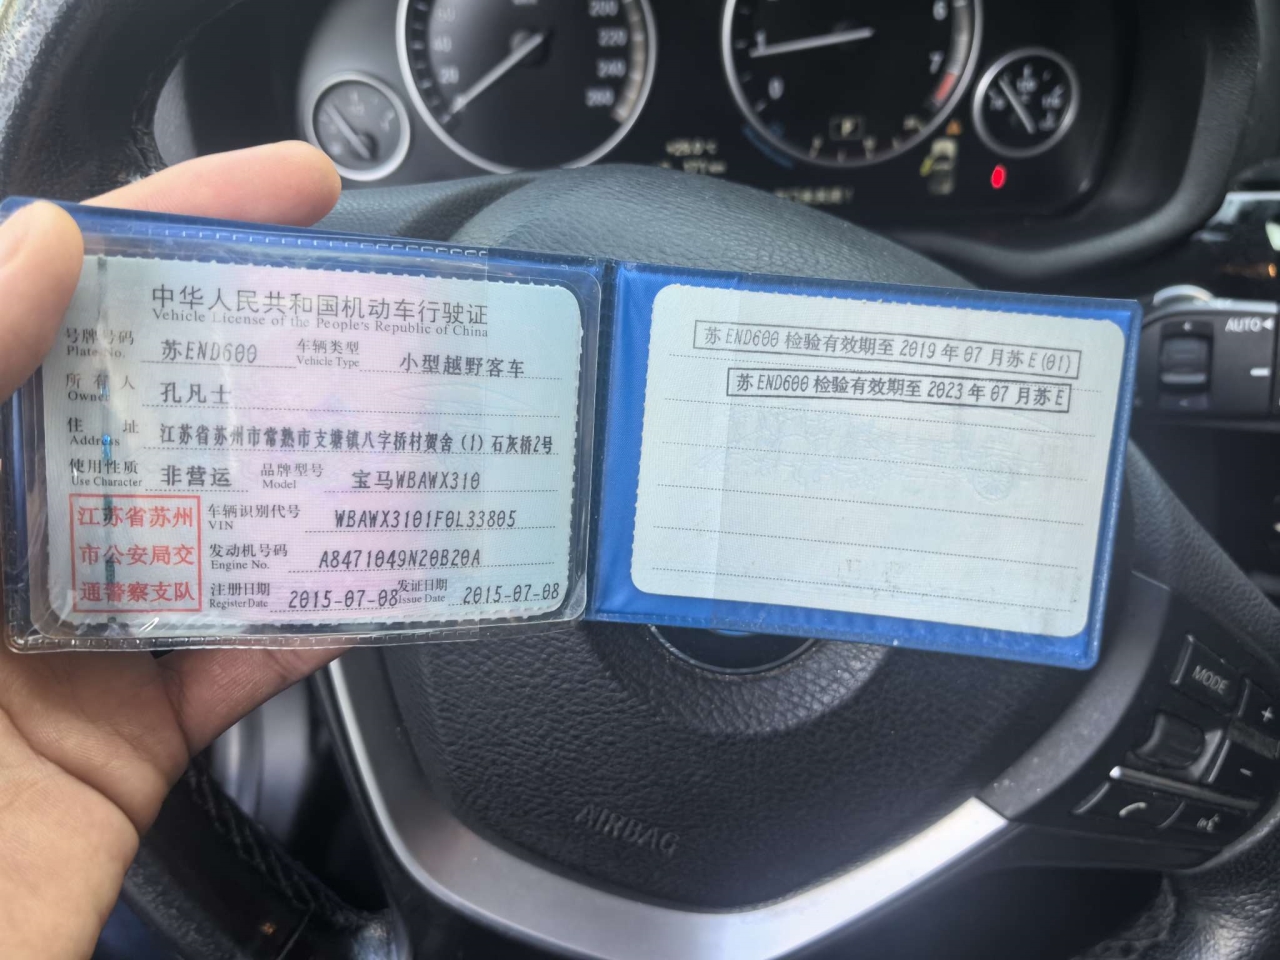 中华人民共和国机动车行驶证
Vehicle License of the People's Republic of China
号牌号码 苏END600 车辆类型 小型越野客车
Plate No. Vehicle Type
所有人 孔凡士
Owner
住址 江苏省苏州市常熟市支塘镇八字桥村贺舍(1)石灰桥2号
Address
使用性质 非营运 品牌型号 宝马WBAWX310
Use Character Model
江苏省苏州
市公安局交
通警察支队
车辆识别代号 WBAWX3101F0L33805
VIN
发动机号码 A8471049N20B20A
Engine No.
注册日期 2015-07-08 发证日期 2015-07-08
Register Date Issue Date
苏END600 检验有效期至 2019 年 07 月苏E(01)
苏END600 检验有效期至 2023 年 07 月苏E
20
40
200
220
240
260
0
1
6
7
P
AUTO
MODE
+
-
AIRBAG